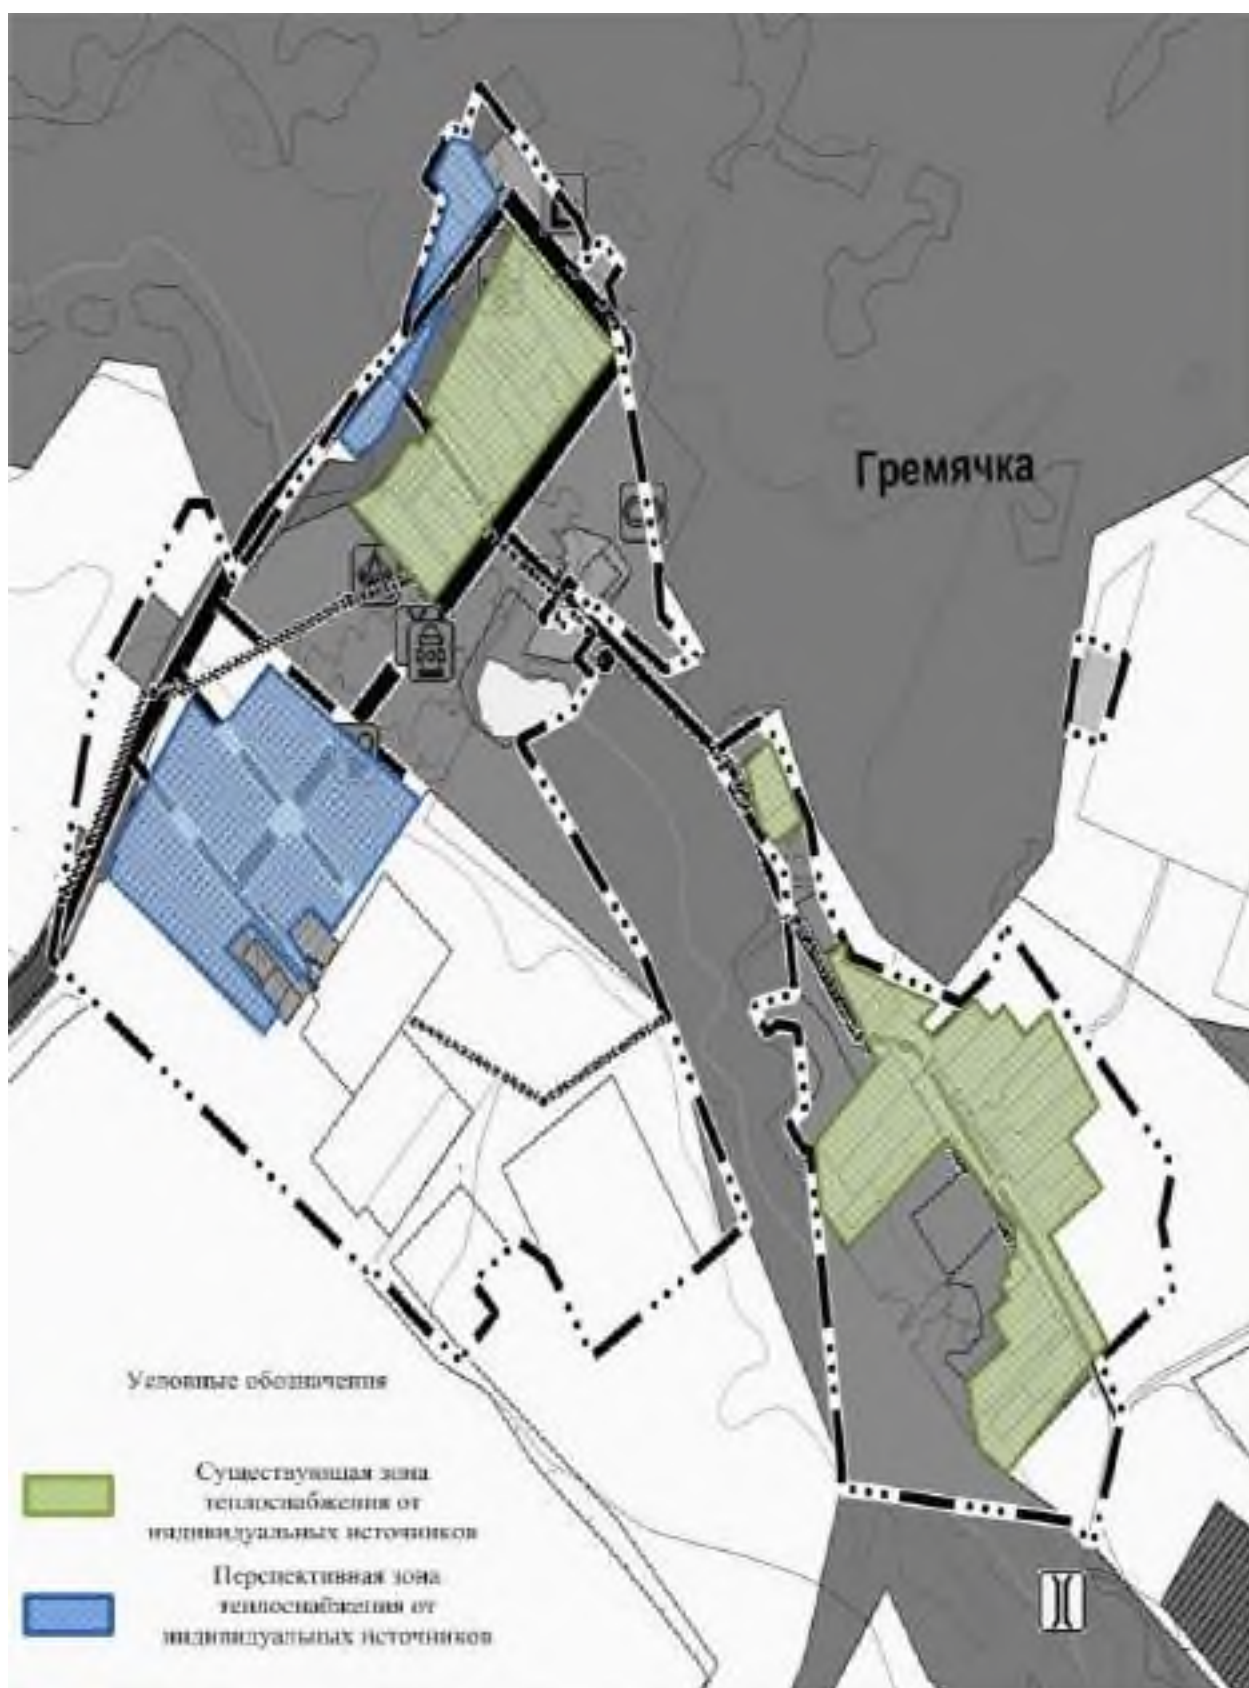 Гремячка
Условные обозначения
Существующая зона
теплоснабжения от
индивидуальных источников
Перспективная зона
теплоснабжения от
индивидуальных источников